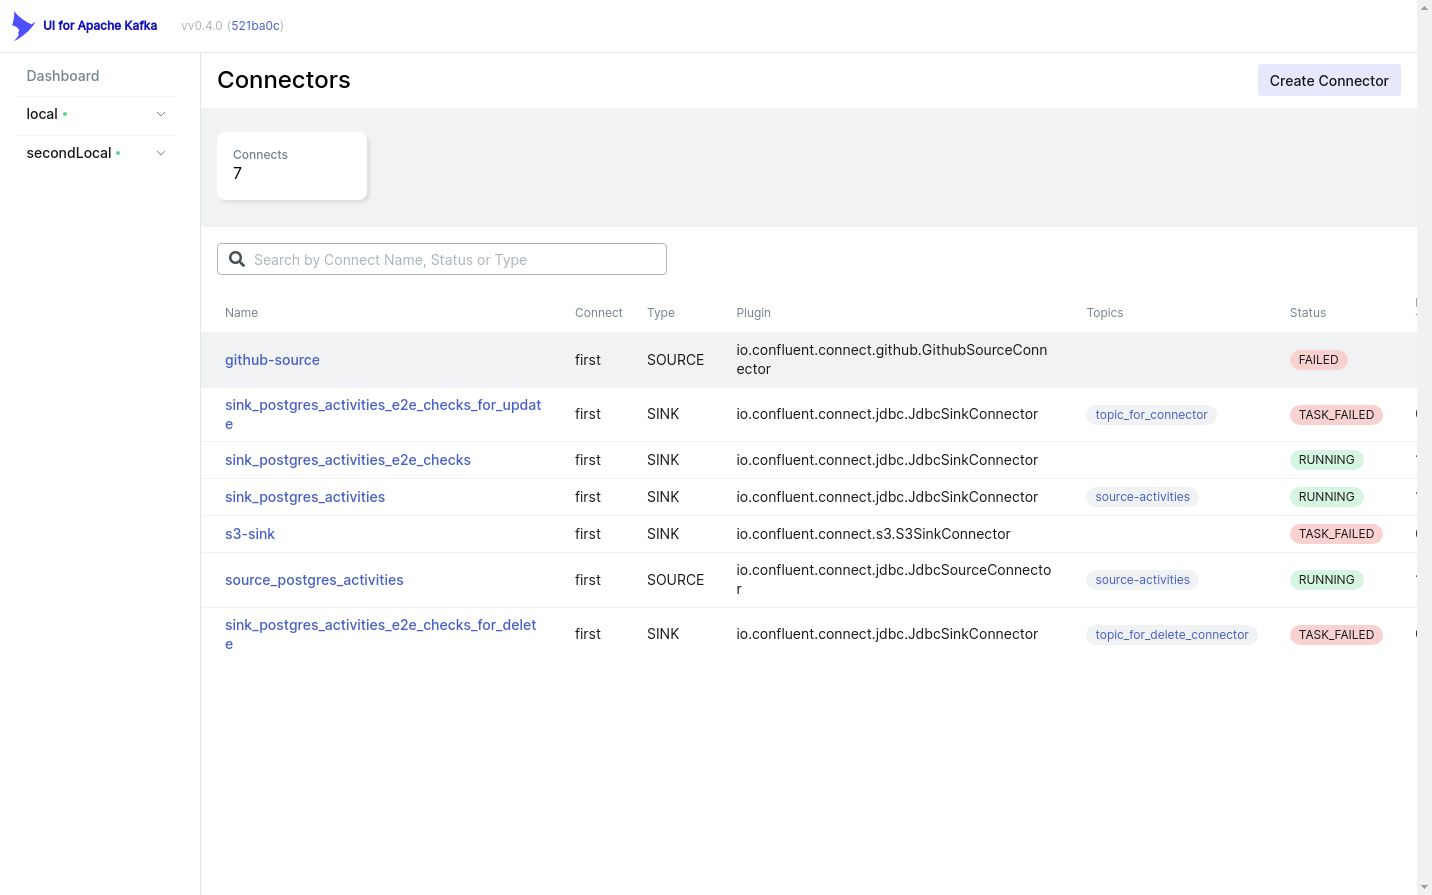 UI for Apache Kafka vv0.4.0 (521ba0c)
Dashboard
local
secondLocal
Connectors
Create Connector
Connects
7
Search by Connect Name, Status or Type
Name Connect Type Plugin Topics Status
github-source first SOURCE io.confluent.connect.github.GithubSourceConn
ector FAILED
sink_postgres_activities_e2e_checks_for_updat
e first SINK io.confluent.connect.jdbc.JdbcSinkConnector topic_for_connector TASK_FAILED
sink_postgres_activities_e2e_checks first SINK io.confluent.connect.jdbc.JdbcSinkConnector RUNNING
sink_postgres_activities first SINK io.confluent.connect.jdbc.JdbcSinkConnector source-activities RUNNING
s3-sink first SINK io.confluent.connect.s3.S3SinkConnector TASK_FAILED
source_postgres_activities first SOURCE io.confluent.connect.jdbc.JdbcSourceConnecto
r source-activities RUNNING
sink_postgres_activities_e2e_checks_for_delet
e first SINK io.confluent.connect.jdbc.JdbcSinkConnector topic_for_delete_connector TASK_FAILED